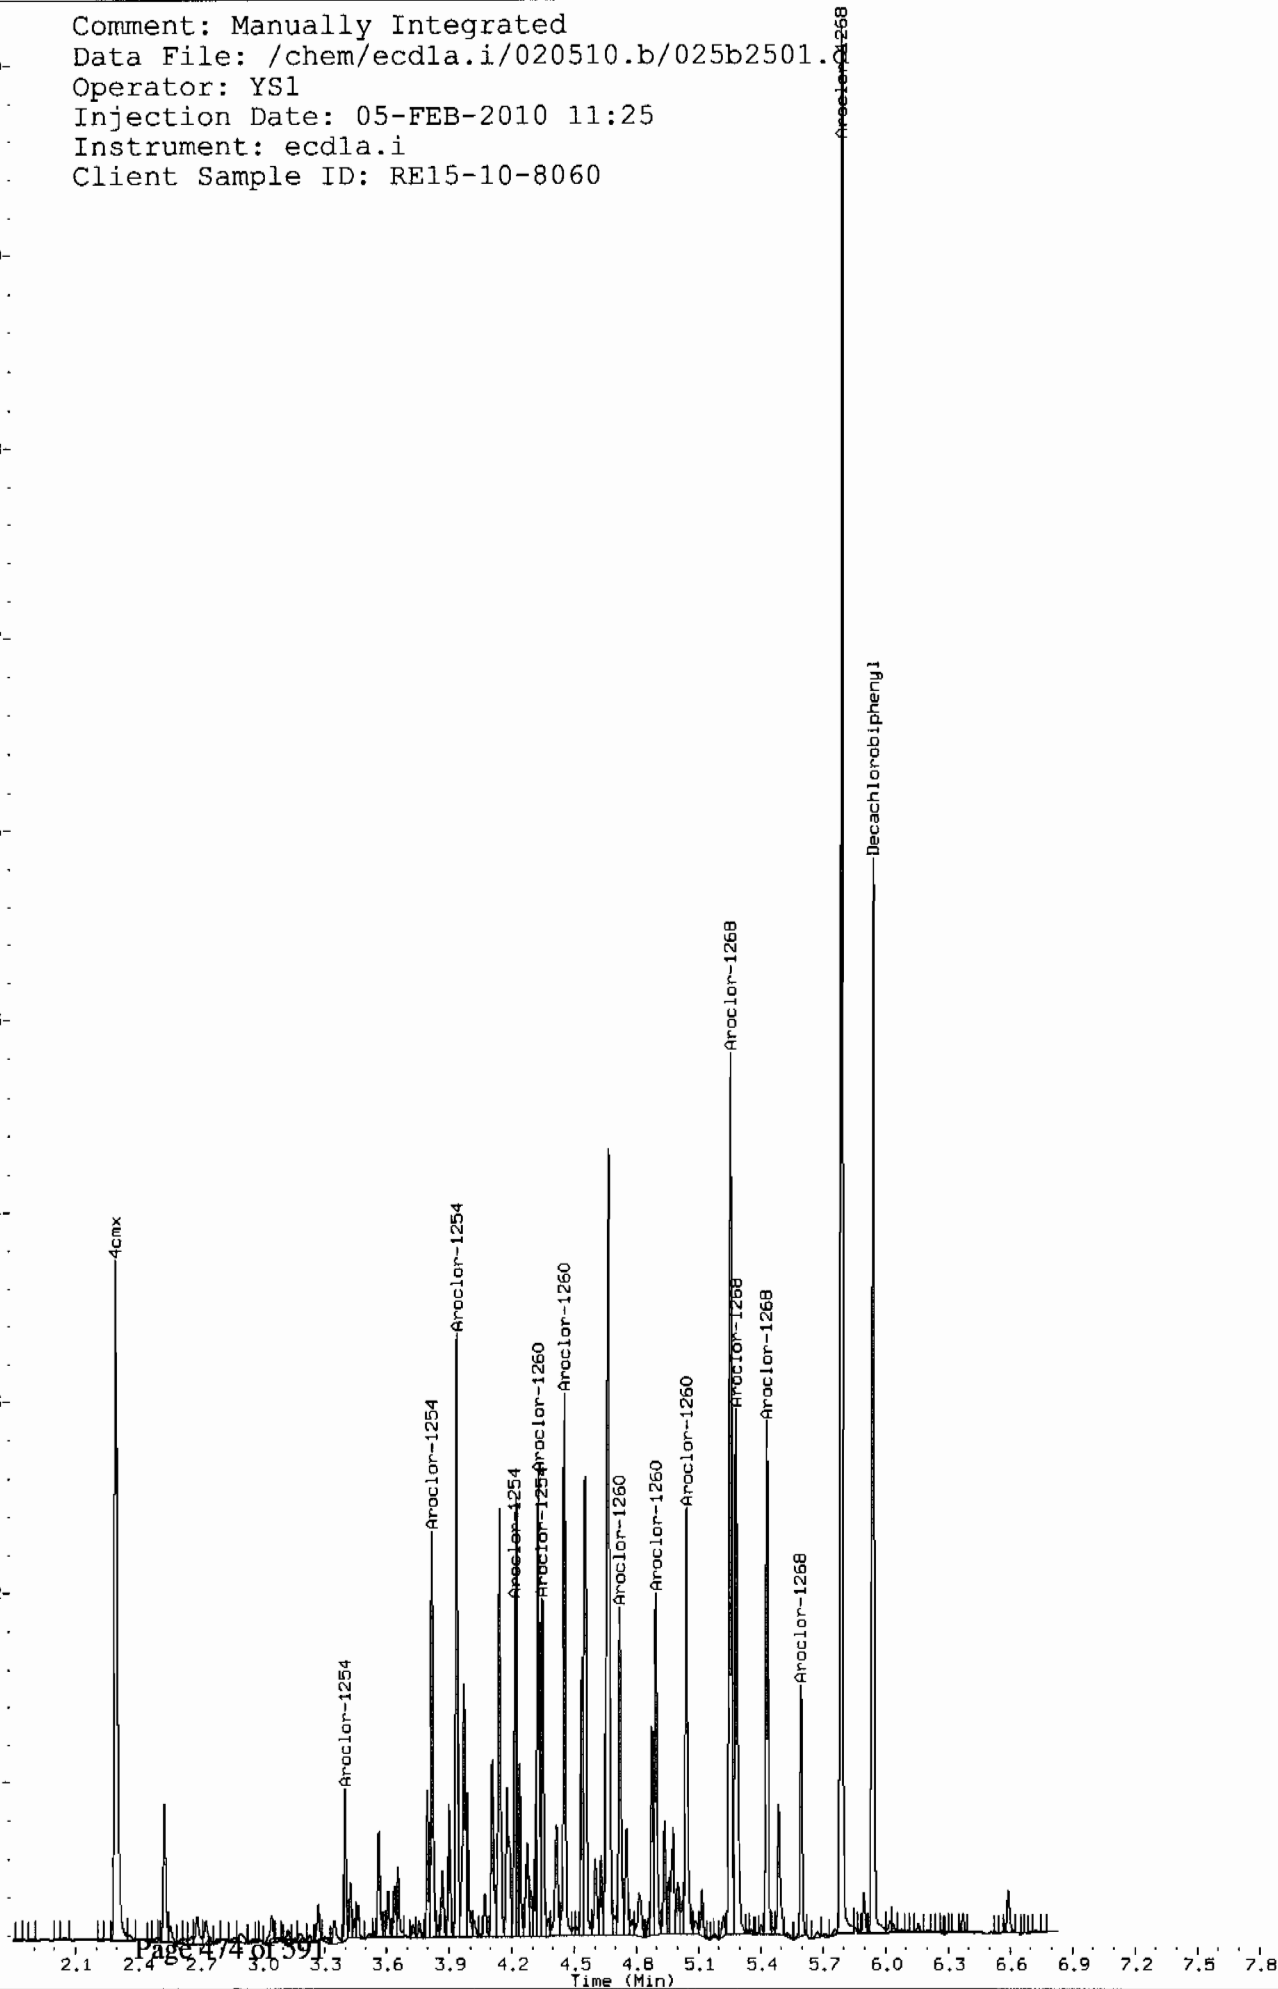 Comment: Manually Integrated
Data File: /chem/ecd1a.i/020510.b/025b2501.d
Operator: YS1
Injection Date: 05-FEB-2010 11:25
Instrument: ecd1a.i
Client Sample ID: RE15-10-8060
Aroclor-1268
Decachlorobiphenyl
Aroclor-1268
4cmx
Aroclor-1254
Aroclor-1260
Aroclor-1268
Aroclor-1268
Aroclor-1260
Aroclor-1260
Aroclor-1254
Aroclor-1254
Aroclor-1254
Aroclor-1260
Aroclor-1260
Aroclor-1268
Aroclor-1254
Page 474 of 591
2.1 2.4 2.7 3.0 3.3 3.6 3.9 4.2 4.5 4.8 5.1 5.4 5.7 6.0 6.3 6.6 6.9 7.2 7.5 7.8
Time (Min)